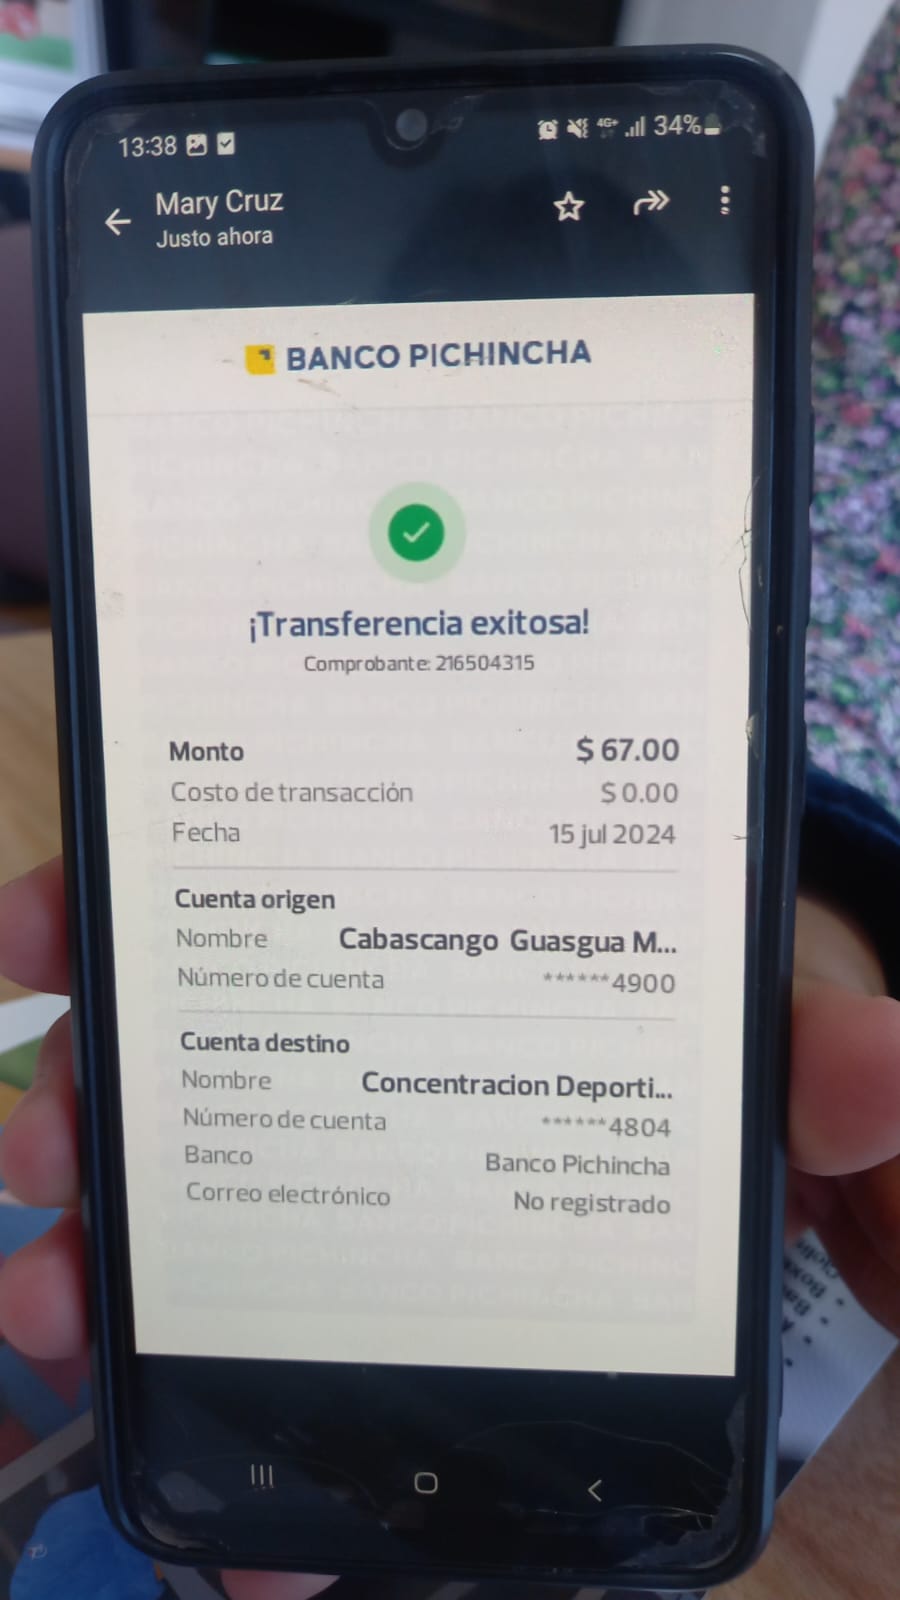 13:38 4G+ 34%
Mary Cruz
Justo ahora
BANCO PICHINCHA
¡Transferencia exitosa!
Comprobante: 216504315
Monto $ 67.00
Costo de transacción $ 0.00
Fecha 15 jul 2024
Cuenta origen
Nombre Cabascango Guasgua M...
Número de cuenta ******4900
Cuenta destino
Nombre Concentracion Deporti...
Número de cuenta ******4804
Banco Banco Pichincha
Correo electrónico No registrado